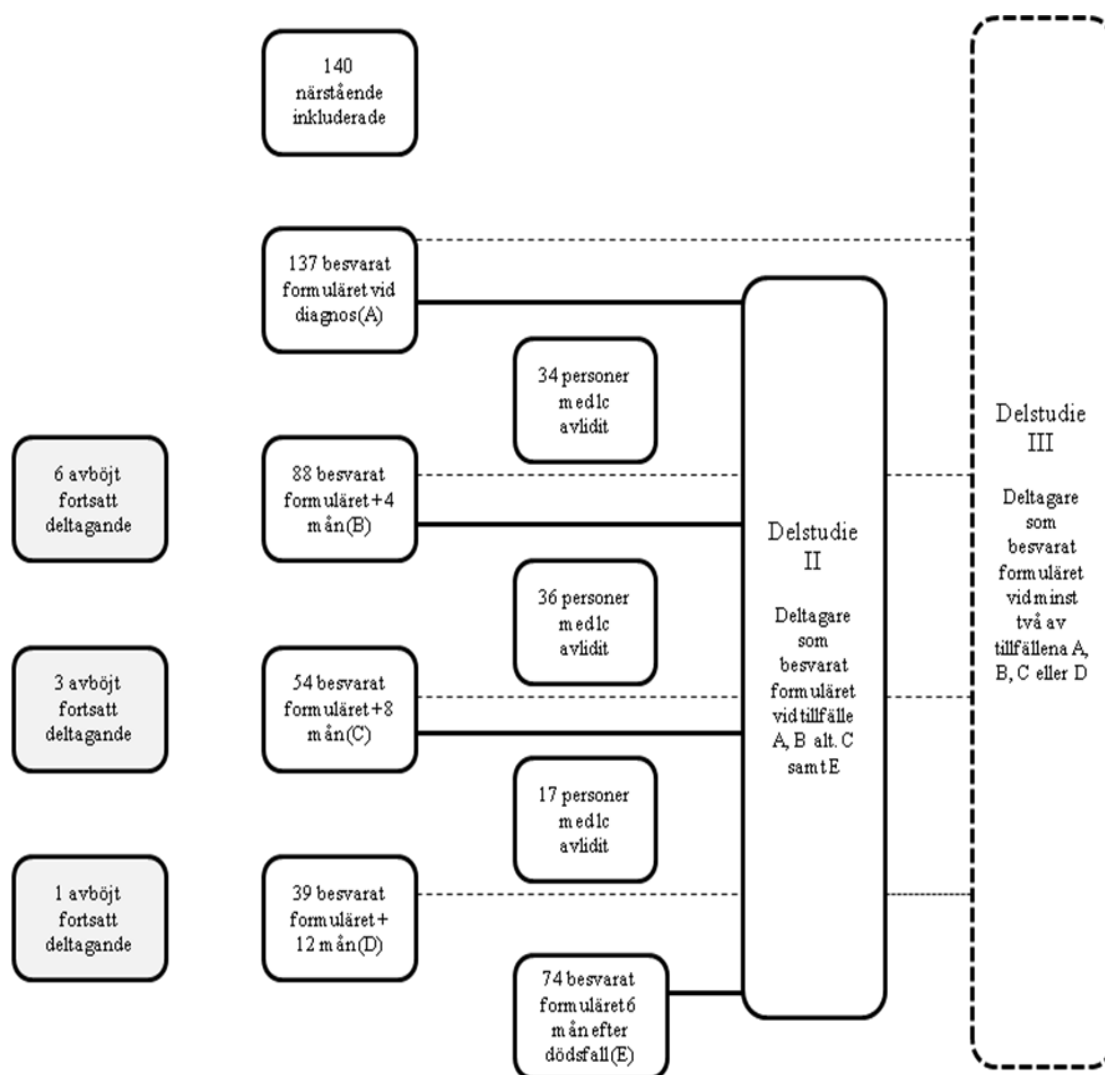 140
närstående
inkluderade
137 besvarat
formuläret vid
diagnos(A)
34 personer
med lc
avlidit
6 avböjt
fortsatt
deltagande
88 besvarat
formuläret +4
mån(B)
36 personer
med lc
avlidit
3 avböjt
fortsatt
deltagande
54 besvarat
formuläret +8
mån(C)
17 personer
med lc
avlidit
1 avböjt
fortsatt
deltagande
39 besvarat
formuläret +
12 mån(D)
74 besvarat
formuläret 6
mån efter
dödsfall(E)
Delstudie
II
Deltagare
som
besvarat
formuläret
vid tillfälle
A, B alt. C
samt E
Delstudie
III
Deltagare
som
besvarat
formuläret
vid minst
två av
tillfällena A,
B, C eller D